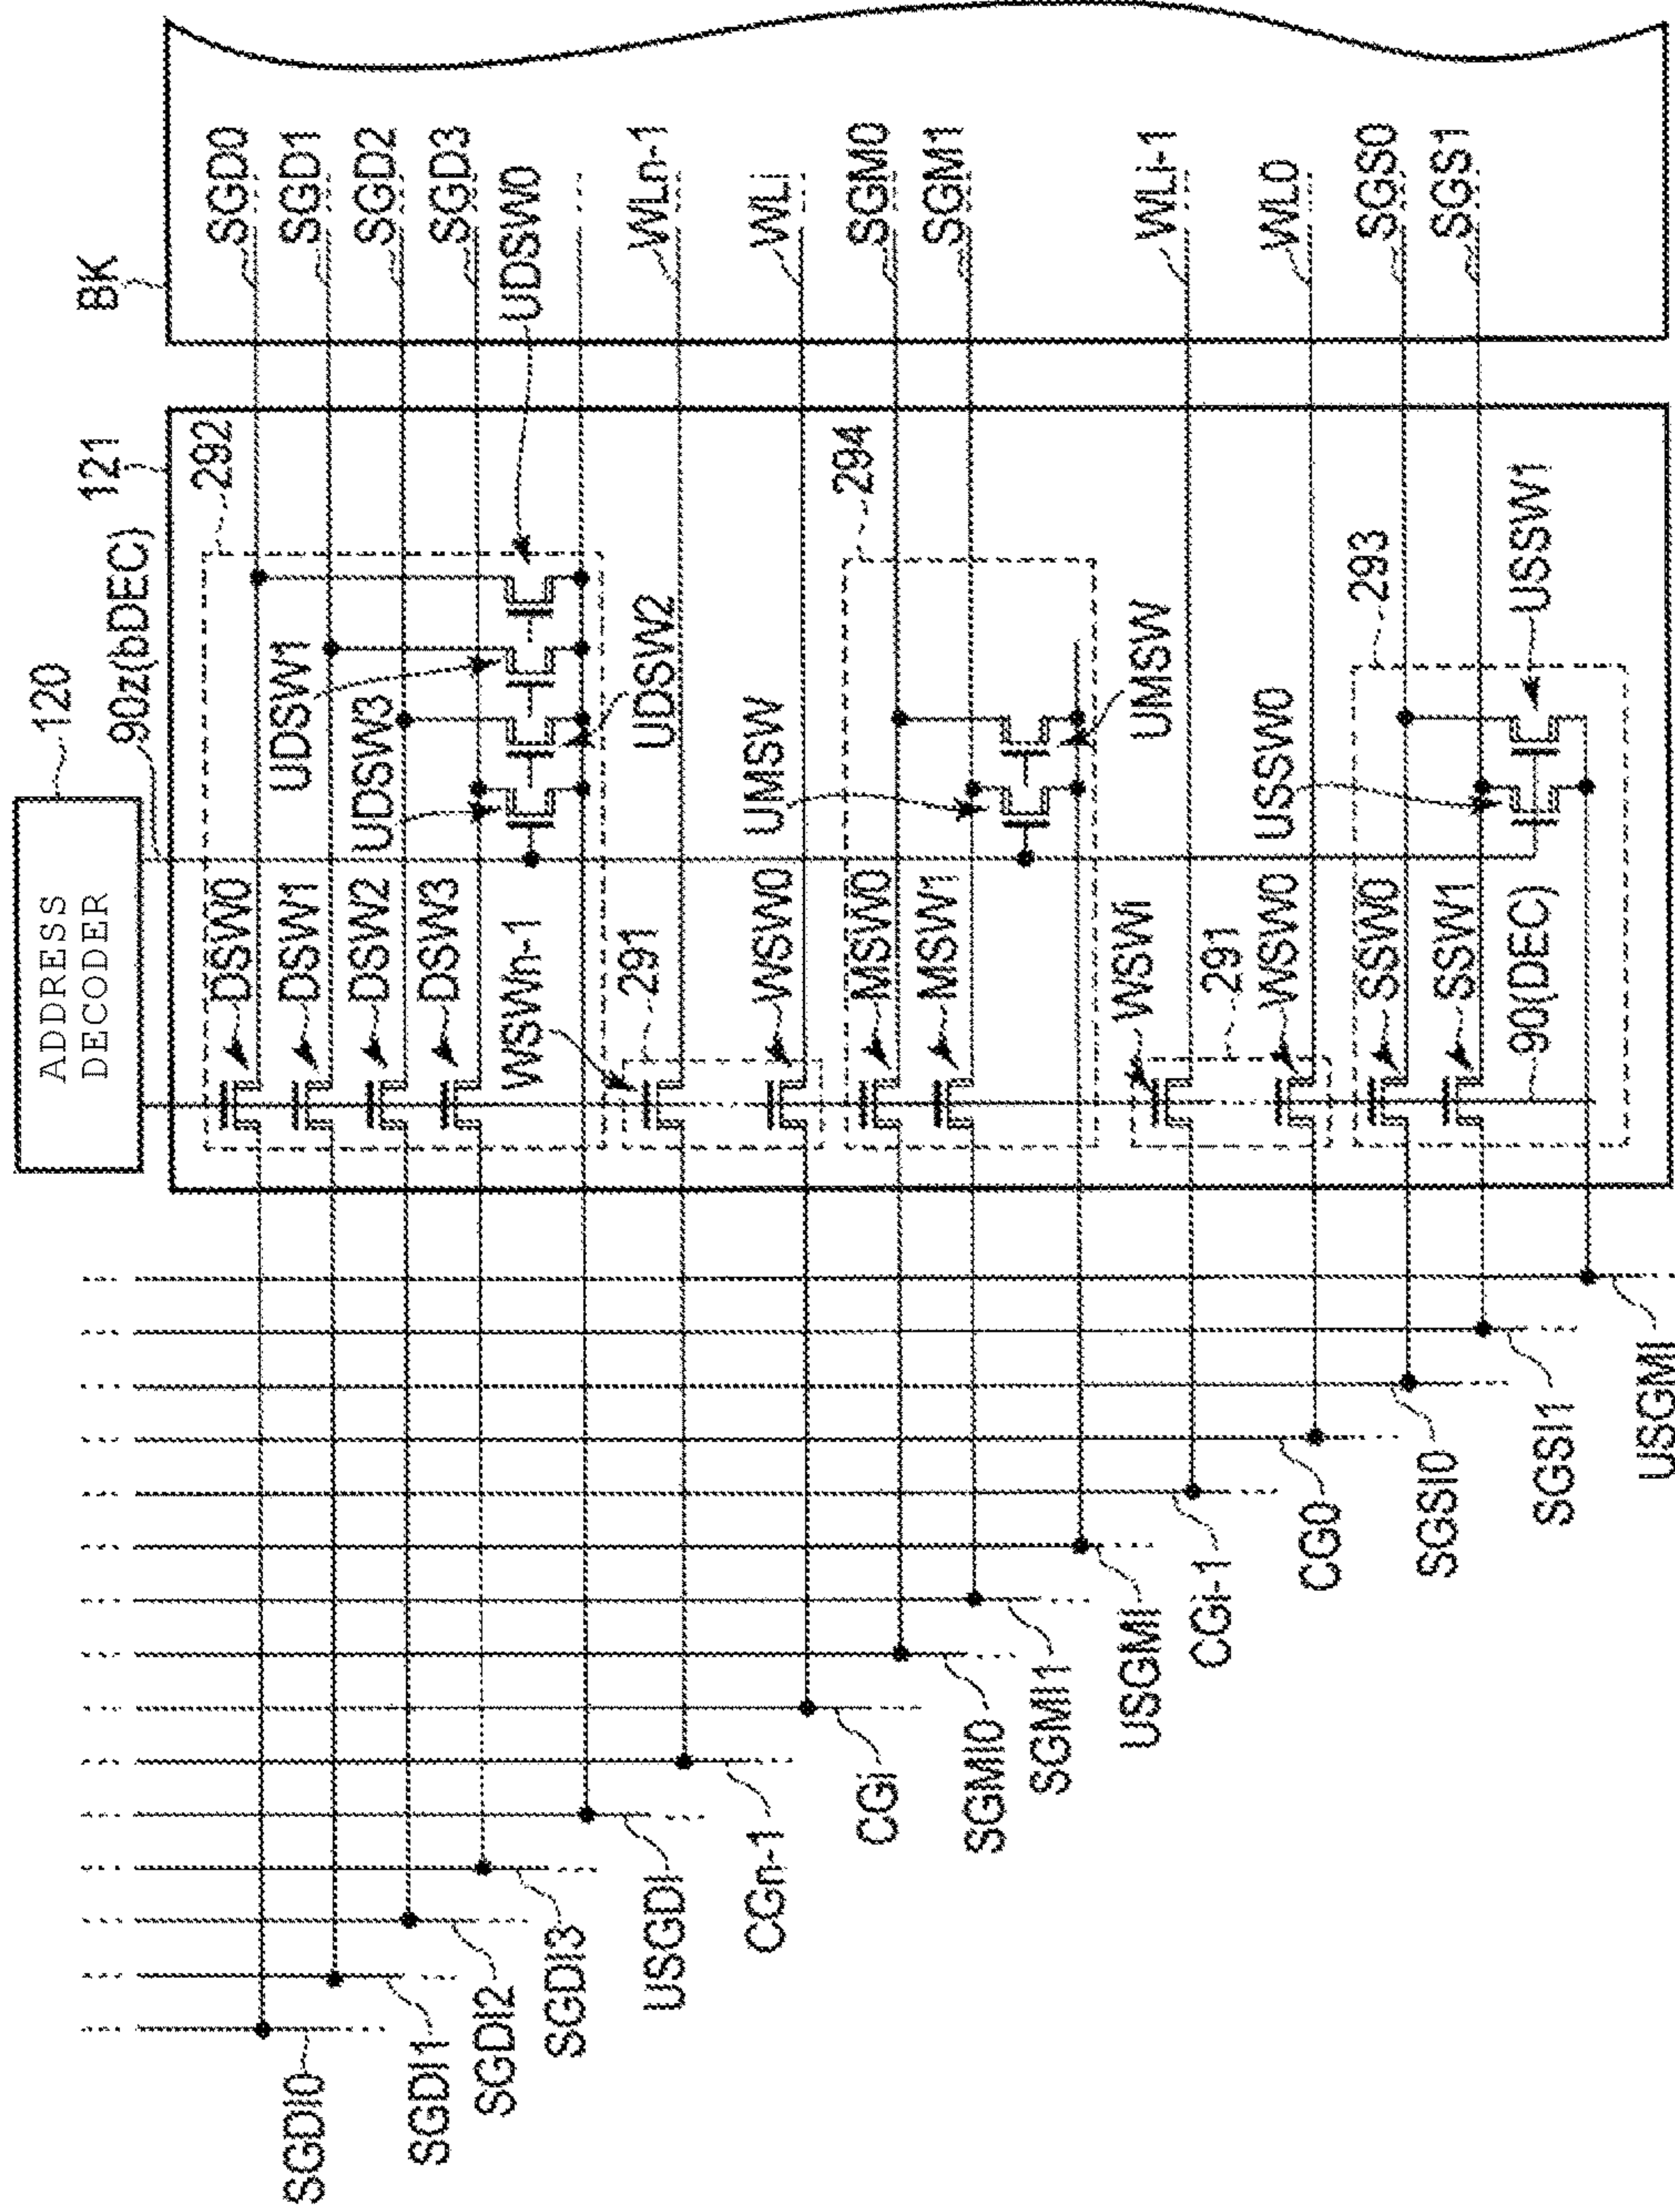 BK
SGD0
SGD1
SGD2
SGD3
UDSW0
WLn-1
WLi
SGM0
SGM1
WLi-1
WL0
SGS0
SGS1
121
292
294
293
120
90z(bDEC)
UDSW1
UDSW3
UDSW2
UMSW
UMSW
USSW0
USSW1
ADDRESS
DECODER
DSW0
DSW1
DSW2
DSW3
WSWn-1
291
WSW0
MSW0
MSW1
WSWi
291
WSW0
SSW0
SSW1
90(DEC)
SGDI0
SGDI1
SGDI2
SGDI3
USGDI
CGn-1
CGi
SGMI0
SGMI1
USGMI
CGi-1
CG0
SGSI0
SGSI1
USGMI